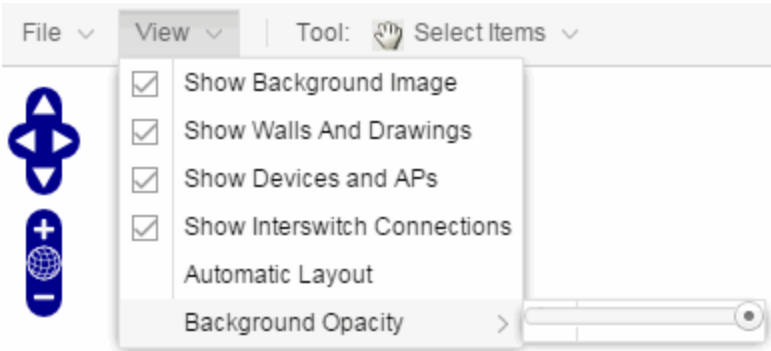 File View Tool: Select Items
Show Background Image
Show Walls And Drawings
Show Devices and APs
Show Interswitch Connections
Automatic Layout
Background Opacity